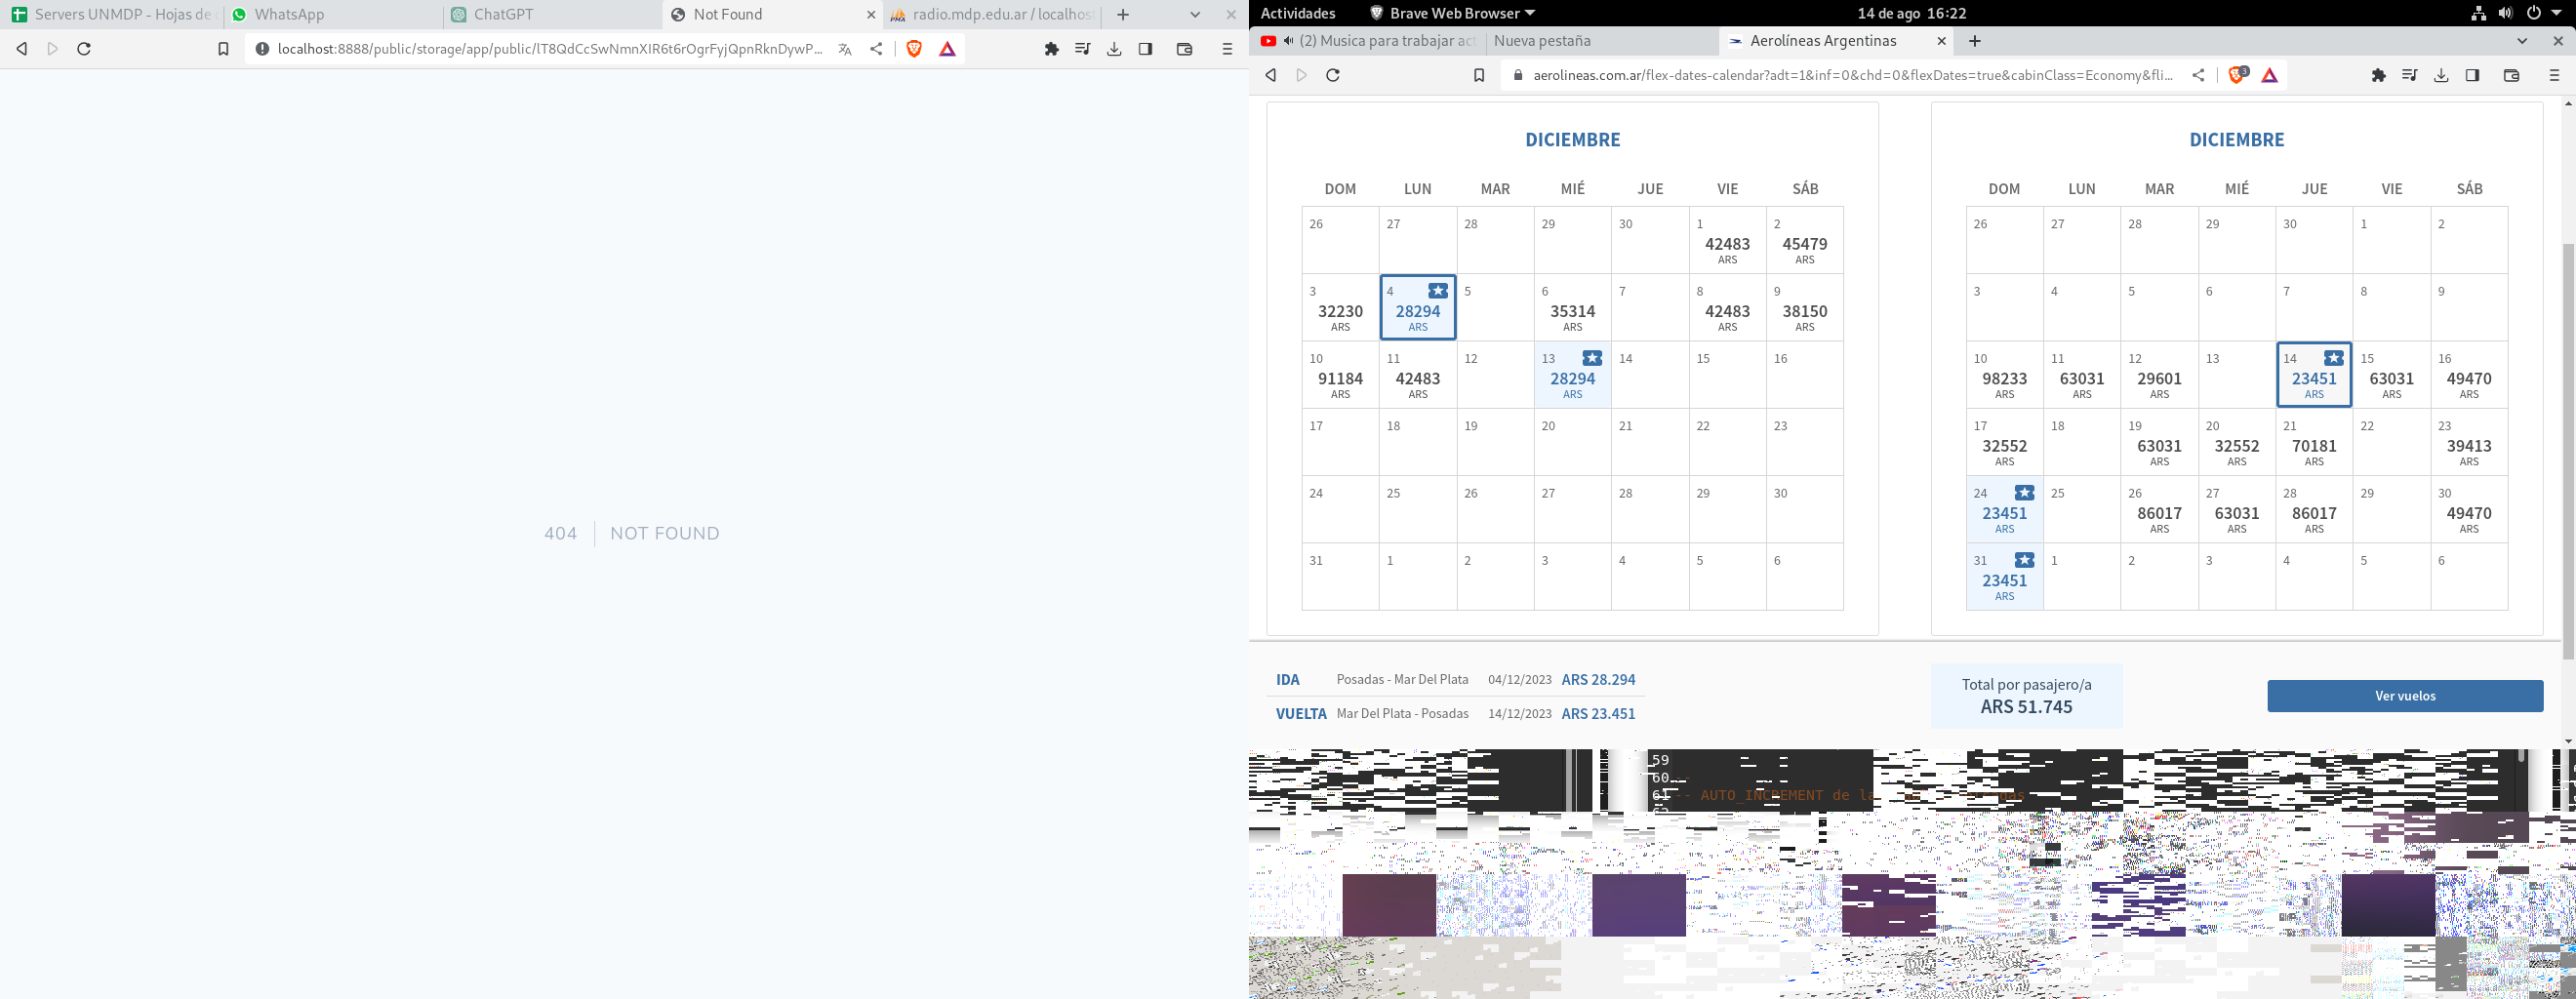 Servers UNMDP - Hojas de
WhatsApp
ChatGPT
Not Found
radio.mdp.edu.ar / localhost
localhost:8888/public/storage/app/public/lT8QdCcSwNmnXIR6t6rOgrFyjQpnRknDywP...
404 NOT FOUND
Actividades
Brave Web Browser
14 de ago 16:22
(2) Musica para trabajar act
Nueva pestaña
Aerolíneas Argentinas
aerolineas.com.ar/flex-dates-calendar?adt=1&inf=0&chd=0&flexDates=true&cabinClass=Economy&fli...
3
DICIEMBRE
DOM LUN MAR MIÉ JUE VIE SÁB
26 27 28 29 30 1 2
42483 45479
ARS ARS
3 4 5 6 7 8 9
32230 28294 35314 42483 38150
ARS ARS ARS ARS ARS
10 11 12 13 14 15 16
91184 42483 28294
ARS ARS ARS
17 18 19 20 21 22 23
24 25 26 27 28 29 30
31 1 2 3 4 5 6
DICIEMBRE
DOM LUN MAR MIÉ JUE VIE SÁB
26 27 28 29 30 1 2
3 4 5 6 7 8 9
10 11 12 13 14 15 16
98233 63031 29601 23451 63031 49470
ARS ARS ARS ARS ARS ARS
17 18 19 20 21 22 23
32552 63031 32552 70181 39413
ARS ARS ARS ARS ARS
24 25 26 27 28 29 30
23451 86017 63031 86017 49470
ARS ARS ARS ARS ARS
31 1 2 3 4 5 6
23451
ARS
IDA Posadas - Mar Del Plata 04/12/2023 ARS 28.294
VUELTA Mar Del Plata - Posadas 14/12/2023 ARS 23.451
Total por pasajero/a
ARS 51.745
Ver vuelos
59
60
61 -- AUTO_INCREMENT de la